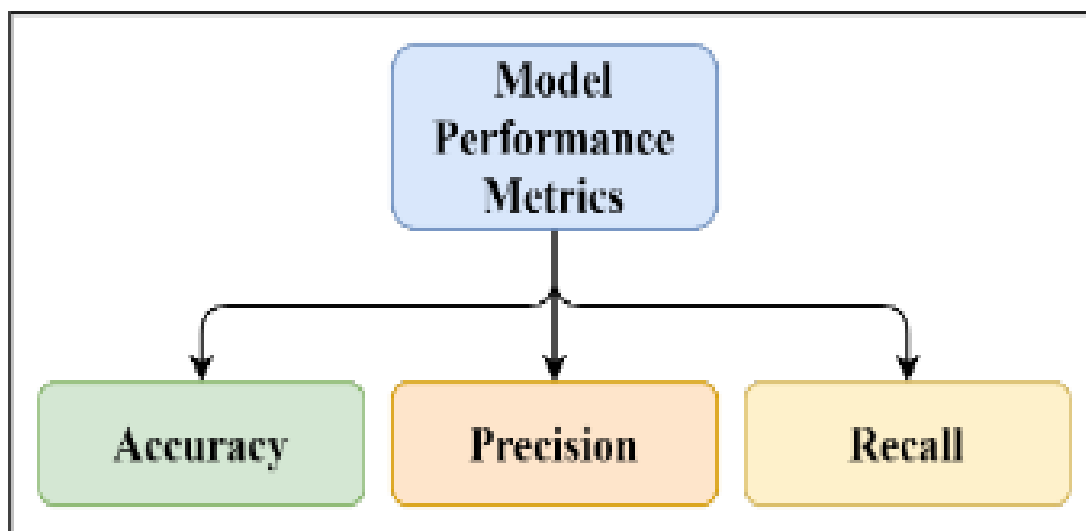 Model
Performance
Metrics
Accuracy
Precision
Recall